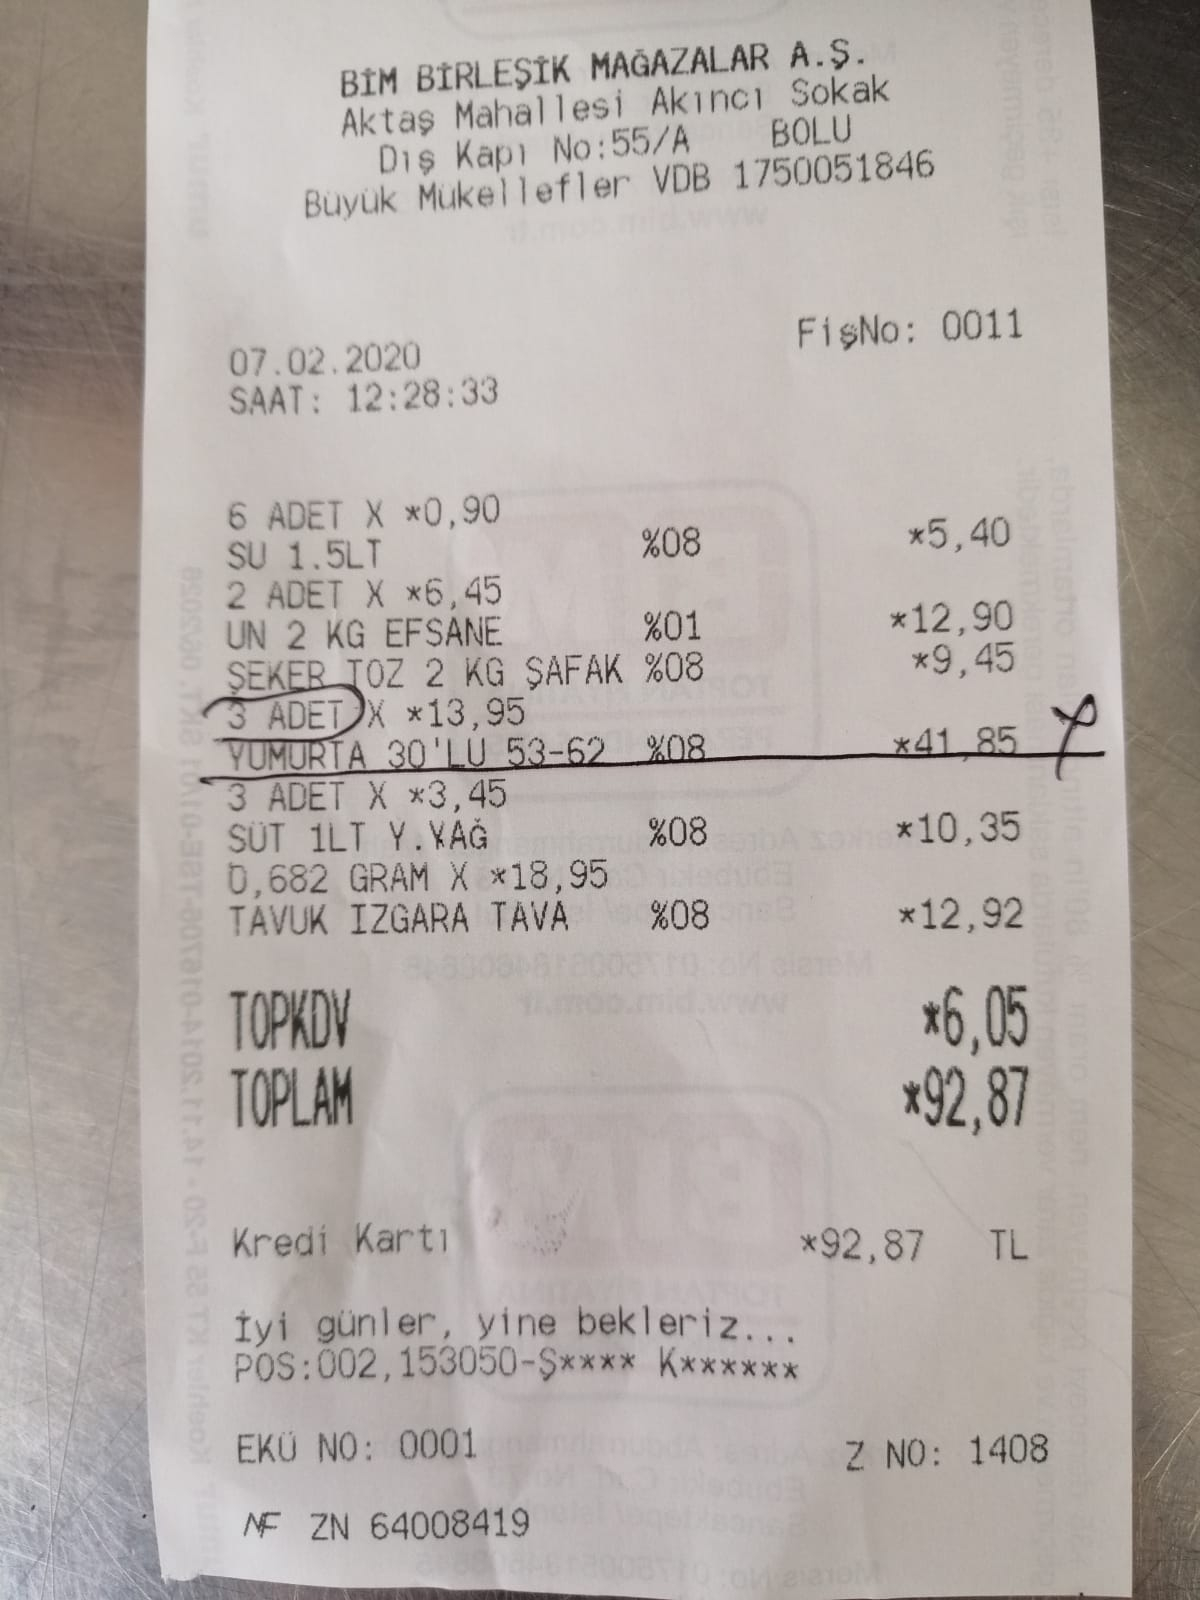 BİM BİRLEŞİK MAĞAZALAR A.Ş.
Aktaş Mahallesi Akıncı Sokak
Dış Kapı No:55/A BOLU
Büyük Mükellefler VDB 1750051846
FişNo: 0011
07.02.2020
SAAT: 12:28:33
6 ADET X *0,90
SU 1.5LT %08 *5,40
2 ADET X *6,45
UN 2 KG EFSANE %01 *12,90
ŞEKER TOZ 2 KG ŞAFAK %08 *9,45
3 ADET X *13,95
YUMURTA 30'LU 53-62 %08 *41,85
3 ADET X *3,45
SÜT 1LT Y.YAĞ %08 *10,35
0,682 GRAM X *18,95
TAVUK IZGARA TAVA %08 *12,92
TOPKDV *6,05
TOPLAM *92,87
Kredi Kartı *92,87 TL
İyi günler, yine bekleriz...
POS:002,153050-Ş**** K******
EKÜ NO: 0001 Z NO: 1408
NF ZN 64008419